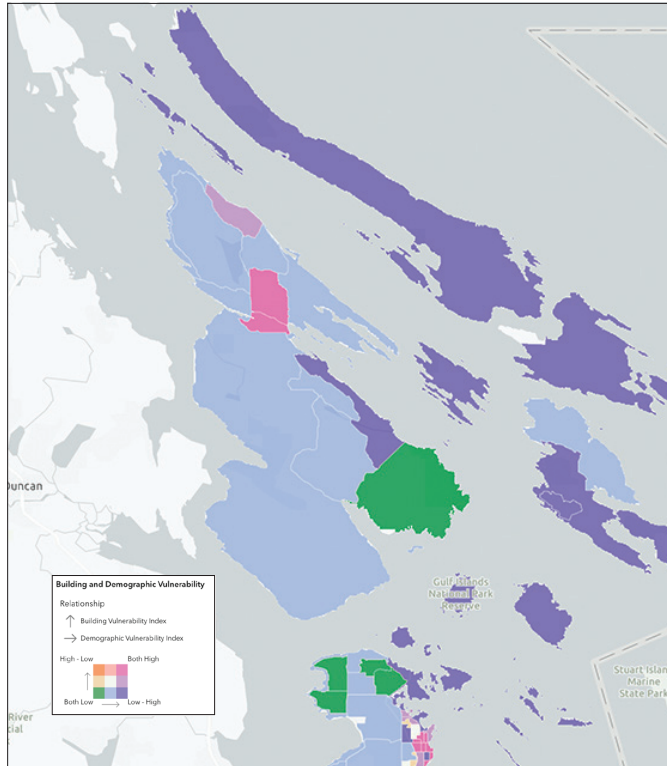 Duncan
Gulf Islands
National Park
Reserve
Stuart Island
Marine
State Park
River
Building and Demographic Vulnerability
Relationship
Building Vulnerability Index
Demographic Vulnerability Index
High - Low
Both High
Both Low
Low - High